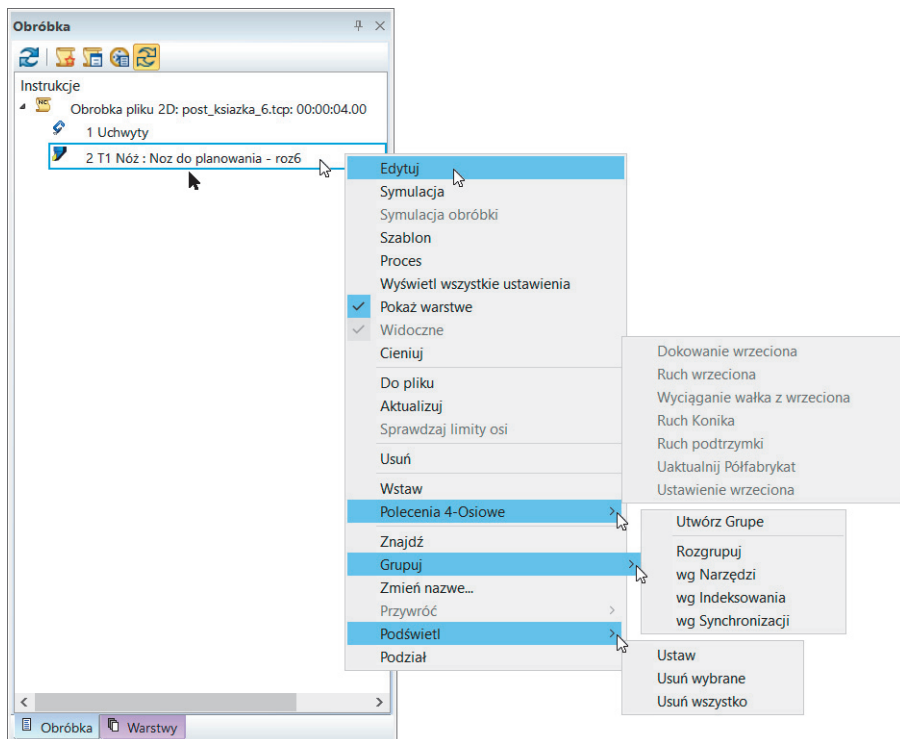 Obróbka
Instrukcje
NC
Obrobka pliku 2D: post_ksiazka_6.tcp: 00:00:04.00
1 Uchwyty
2 T1 Nóż : Noz do planowania - roz6
Edytuj
Symulacja
Symulacja obróbki
Szablon
Proces
Wyświetl wszystkie ustawienia
Pokaż warstwe
Widoczne
Cieniuj
Do pliku
Aktualizuj
Sprawdzaj limity osi
Usuń
Wstaw
Polecenia 4-Osiowe
Znajdź
Grupuj
Zmień nazwe...
Przywróć
Podświetl
Podział
Dokowanie wrzeciona
Ruch wrzeciona
Wyciąganie wałka z wrzeciona
Ruch Konika
Ruch podtrzymki
Uaktualnij Półfabrykat
Ustawienie wrzeciona
Utwórz Grupe
Rozgrupuj
wg Narzędzi
wg Indeksowania
wg Synchronizacji
Ustaw
Usuń wybrane
Usuń wszystko
Obróbka
Warstwy